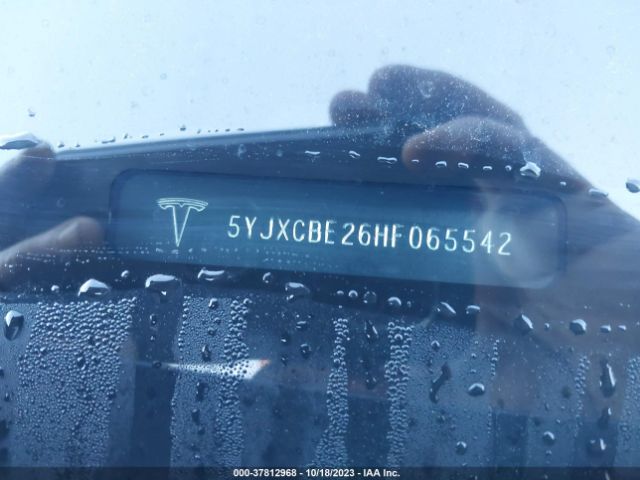 5YJXCBE26HF065542
000-37812968 - 10/18/2023 - IAA Inc.